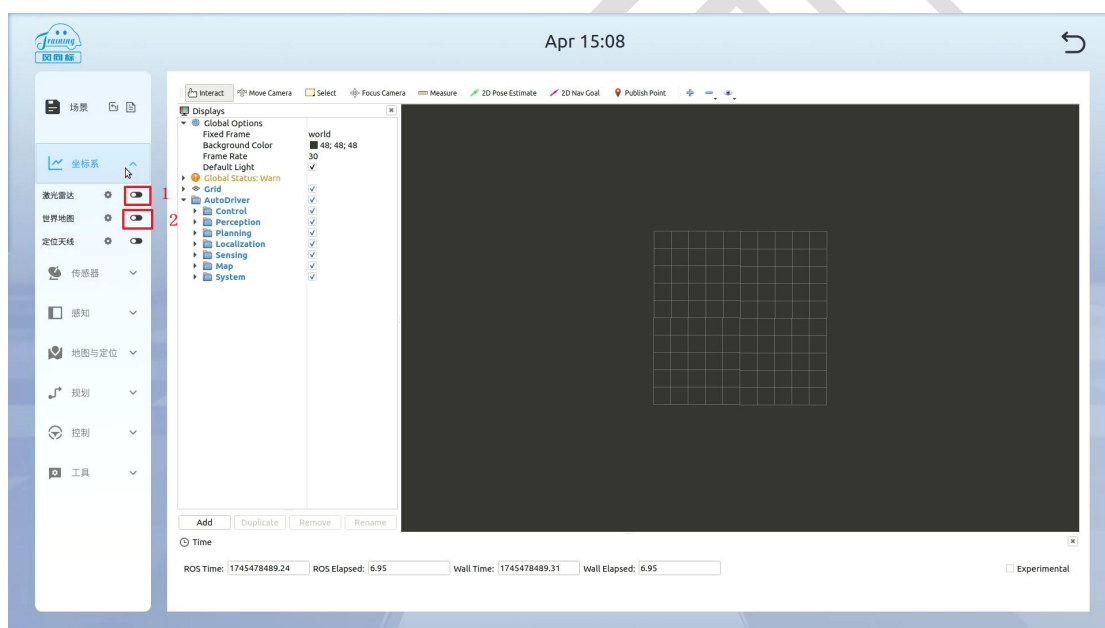 Training
风向标
Apr 15:08
场景
坐标系
激光雷达
1
世界地图
2
定位天线
传感器
感知
地图与定位
规划
控制
工具
Interact Move Camera Select Focus Camera Measure 2D Pose Estimate 2D Nav Goal Publish Point
Displays
Global Options
Fixed Frame world
Background Color 48; 48; 48
Frame Rate 30
Default Light
Global Status: Warn
Grid
AutoDriver
Control
Perception
Planning
Localization
Sensing
Map
System
Add Duplicate Remove Rename
Time
ROS Time: 1745478489.24 ROS Elapsed: 6.95 Wall Time: 1745478489.31 Wall Elapsed: 6.95 Experimental